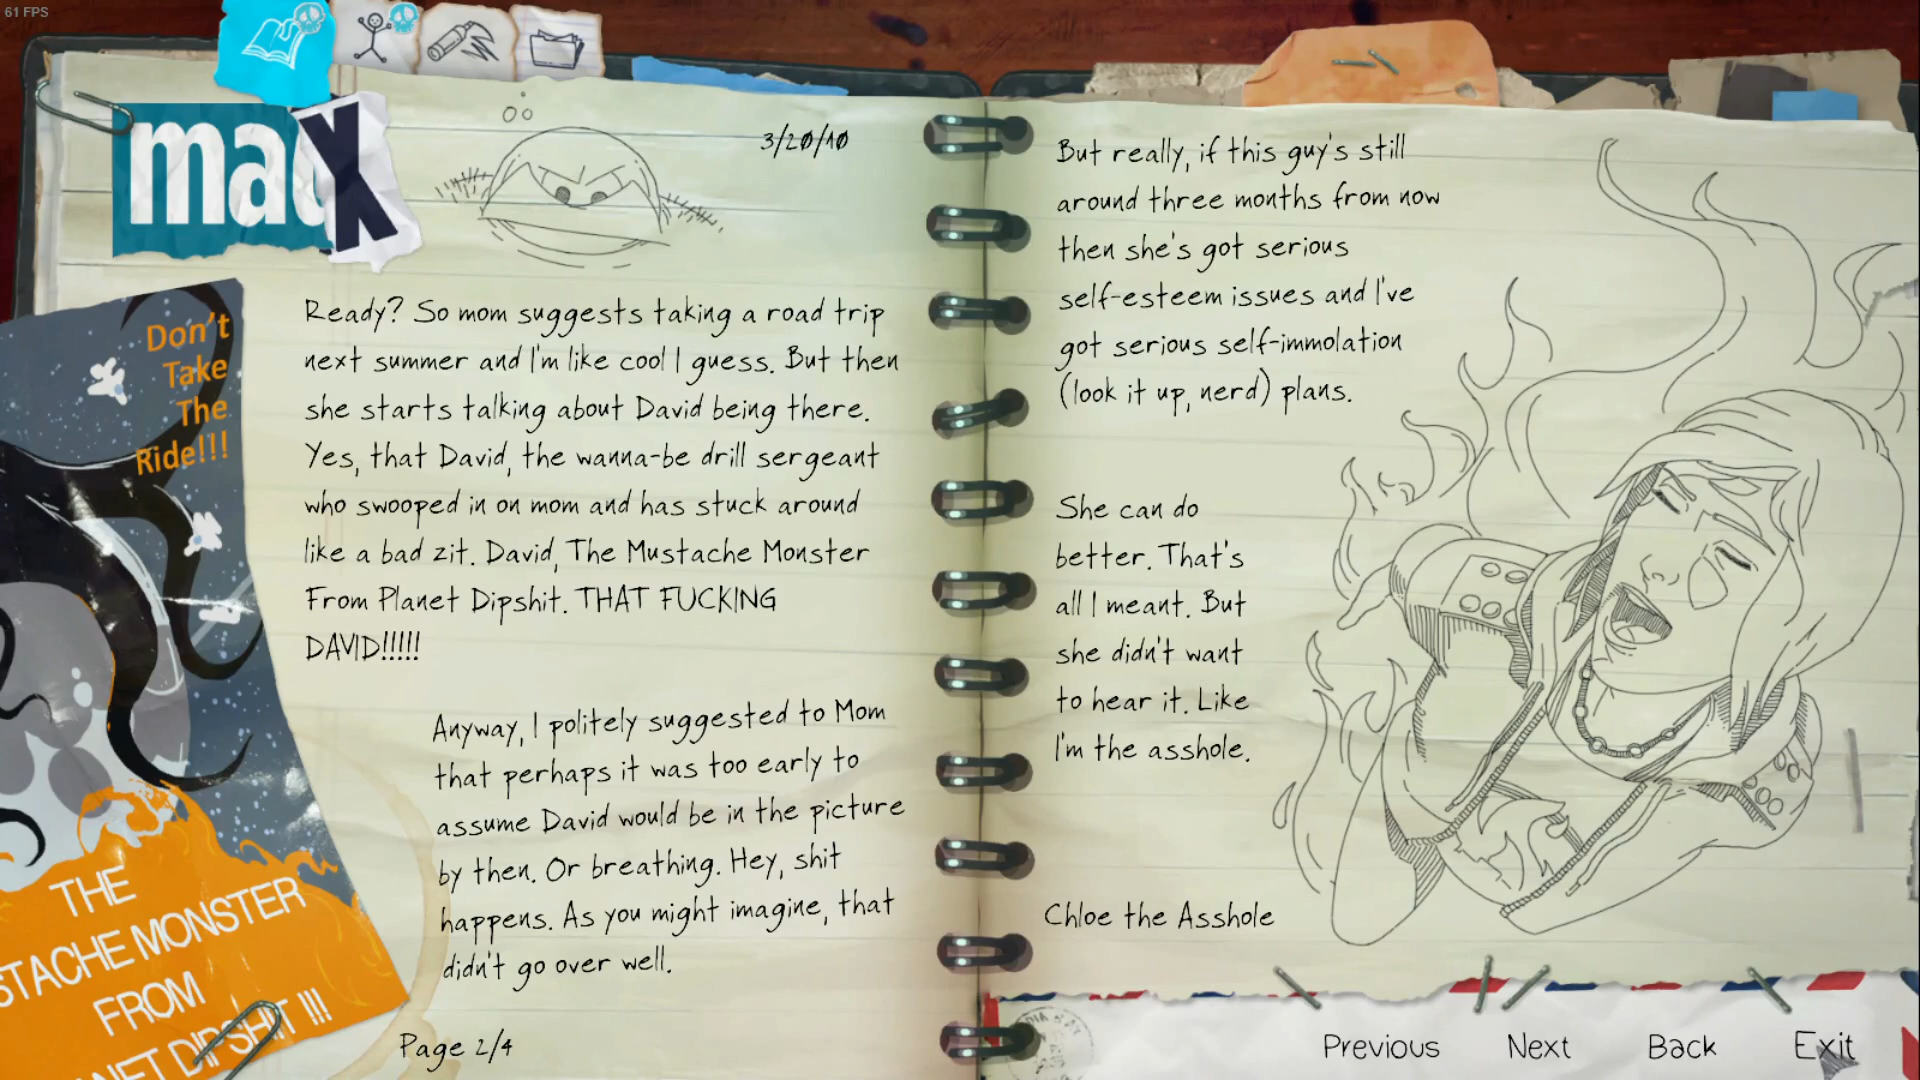 61 FPS
max
3/20/10
Don't
Take
The
Ride!!!
Ready? So mom suggests taking a road trip
next summer and I'm like cool I guess. But then
she starts talking about David being there.
Yes, that David, the wanna-be drill sergeant
who swooped in on mom and has stuck around
like a bad zit. David, The Mustache Monster
From Planet Dipshit. THAT FUCKING
DAVID!!!!!
Anyway, I politely suggested to Mom
that perhaps it was too early to
assume David would be in the picture
by then. Or breathing. Hey, shit
happens. As you might imagine, that
didn't go over well.
THE
STACHE MONSTER
FROM
NET DIPSHIT !!!
Page 2/4
But really, if this guy's still
around three months from now
then she's got serious
self-esteem issues and I've
got serious self-immolation
(look it up, nerd) plans.
She can do
better. That's
all I meant. But
she didn't want
to hear it. Like
I'm the asshole.
Chloe the Asshole
Previous Next Back Exit